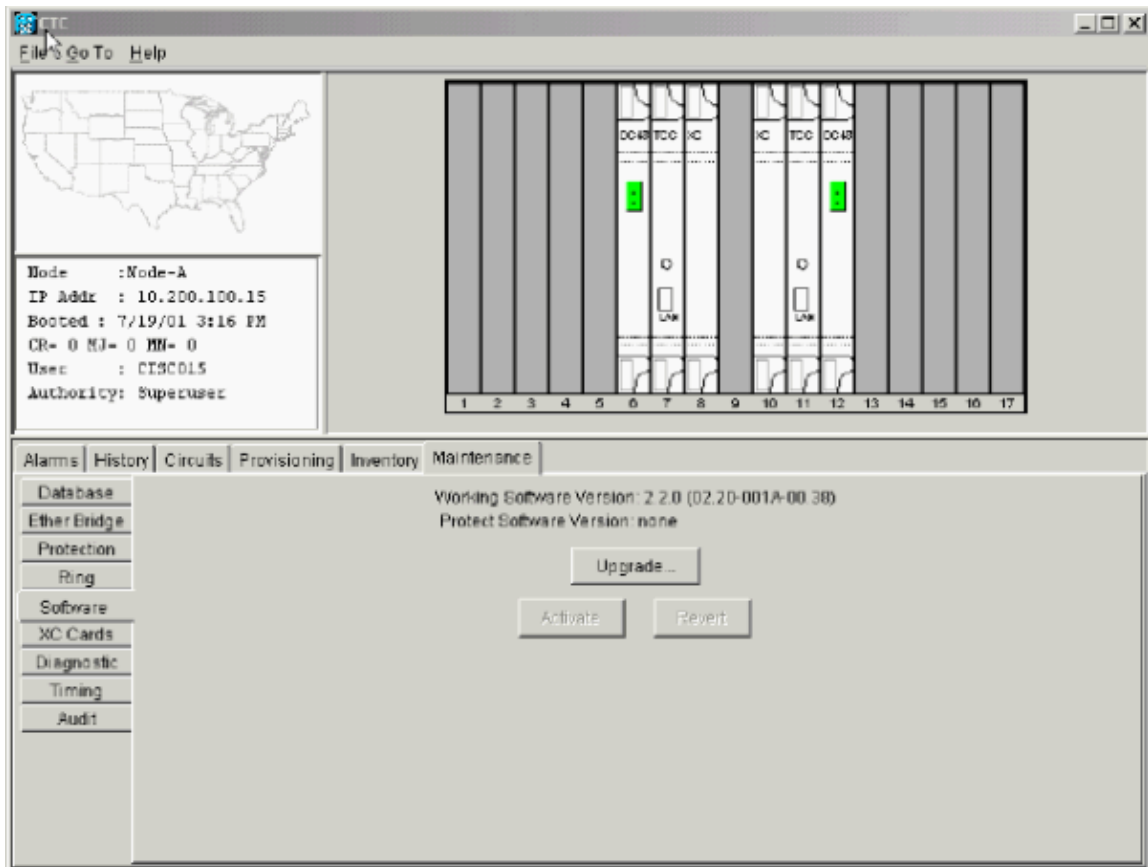 CTC
File Go To Help
OC48 TCC XC XC TCC OC48
LAN LAN
1 2 3 4 5 6 7 8 9 10 11 12 13 14 15 16 17
Node :Node-A
IP Addr : 10.200.100.15
Booted : 7/19/01 3:16 PM
CR- 0 MJ- 0 MN- 0
User : CISCO15
Authority: Superuser
Alarms History Circuits Provisioning Inventory Maintenance
Database
Ether Bridge
Protection
Ring
Software
XC Cards
Diagnostic
Timing
Audit
Working Software Version: 2.2.0 (02.20-001A-00.38)
Protect Software Version: none
Upgrade...
Activate Revert